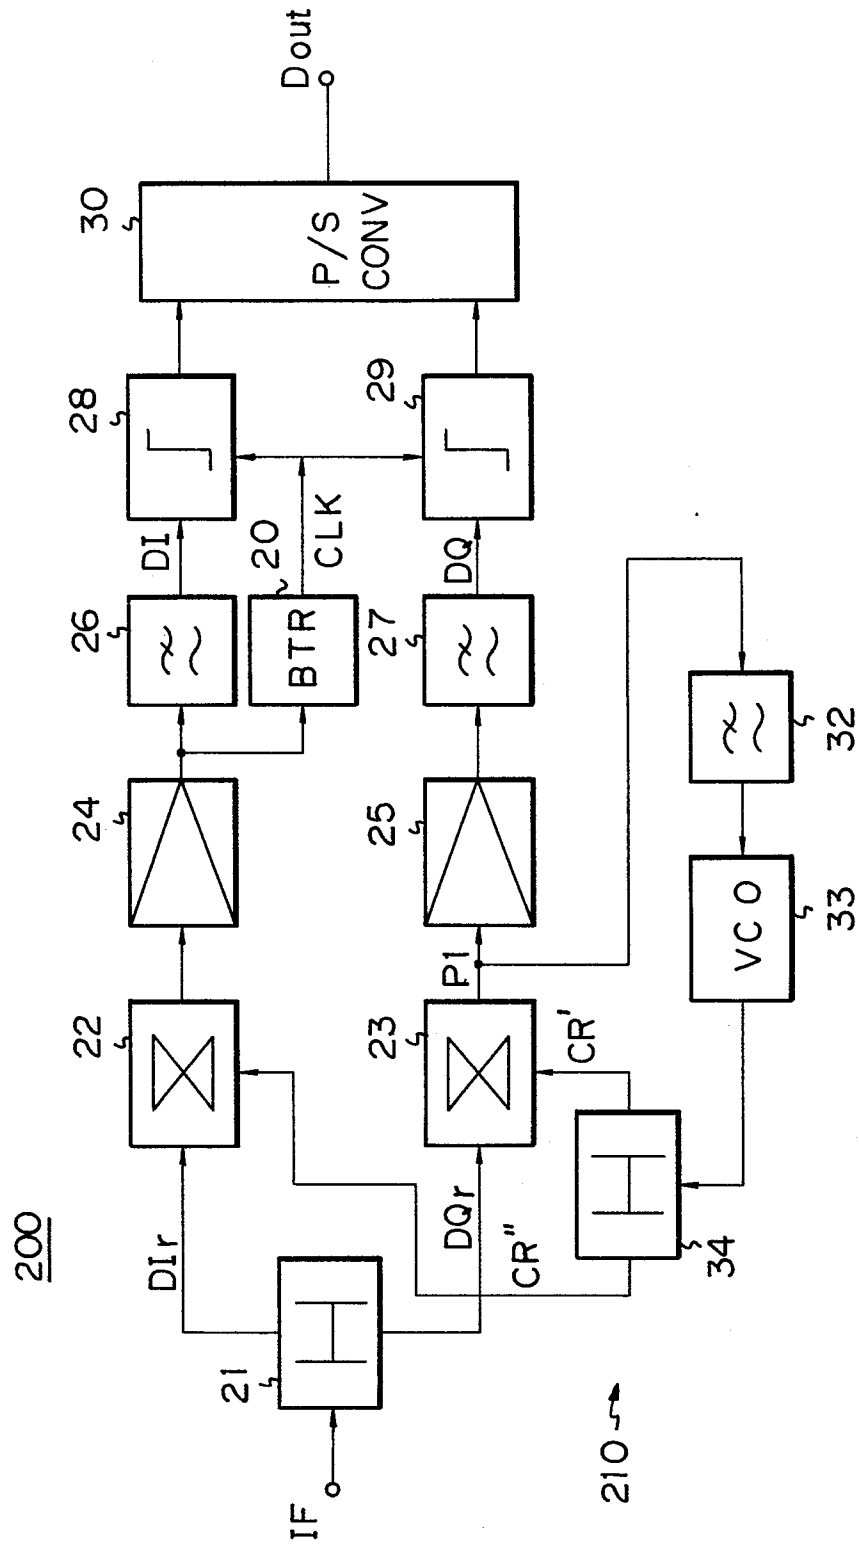 200
IF
21
DIr
DQr
22
23
24
25
P1
26
27
20
BTR
CLK
DI
DQ
28
29
30
P/S
CONV
Dout
CR"
CR'
34
33
VCO
32
210